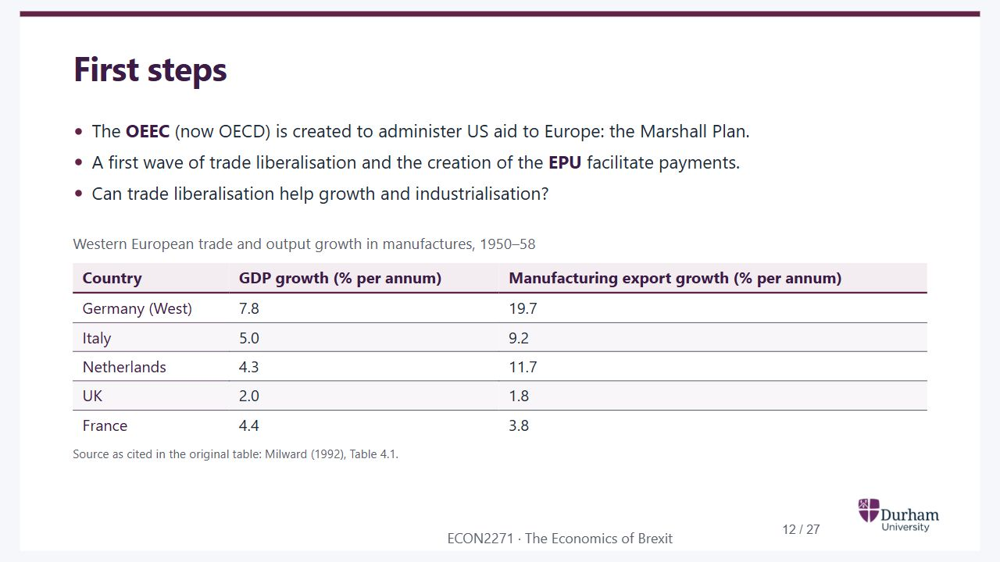 First steps
• The OEEC (now OECD) is created to administer US aid to Europe: the Marshall Plan.
• A first wave of trade liberalisation and the creation of the EPU facilitate payments.
• Can trade liberalisation help growth and industrialisation?
Western European trade and output growth in manufactures, 1950–58
Country GDP growth (% per annum) Manufacturing export growth (% per annum)
Germany (West) 7.8 19.7
Italy 5.0 9.2
Netherlands 4.3 11.7
UK 2.0 1.8
France 4.4 3.8
Source as cited in the original table: Milward (1992), Table 4.1.
ECON2271 · The Economics of Brexit
12 / 27
Durham
University